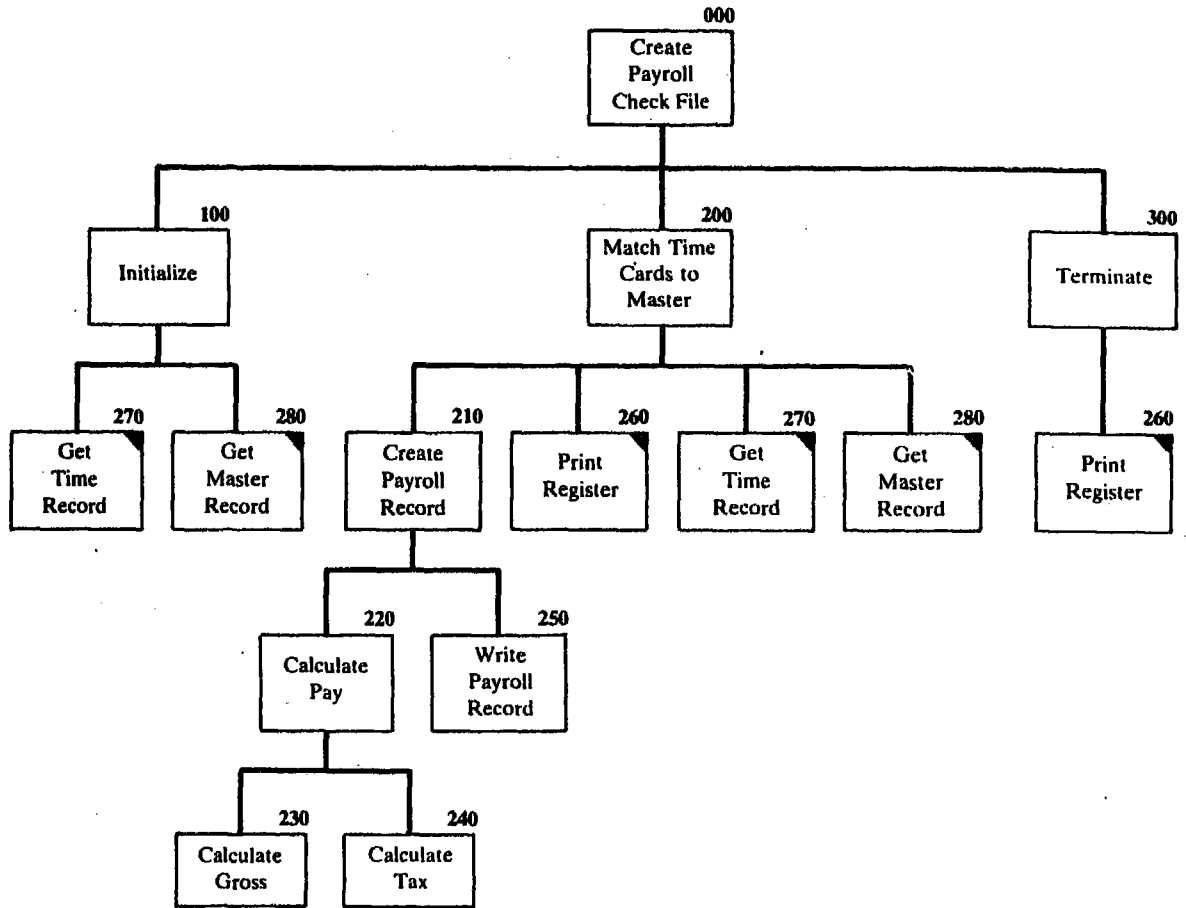 000
Create
Payroll
Check File
100
Initialize
200
Match Time
Cards to
Master
300
Terminate
270
Get
Time
Record
280
Get
Master
Record
210
Create
Payroll
Record
260
Print
Register
270
Get
Time
Record
280
Get
Master
Record
260
Print
Register
220
Calculate
Pay
250
Write
Payroll
Record
230
Calculate
Gross
240
Calculate
Tax